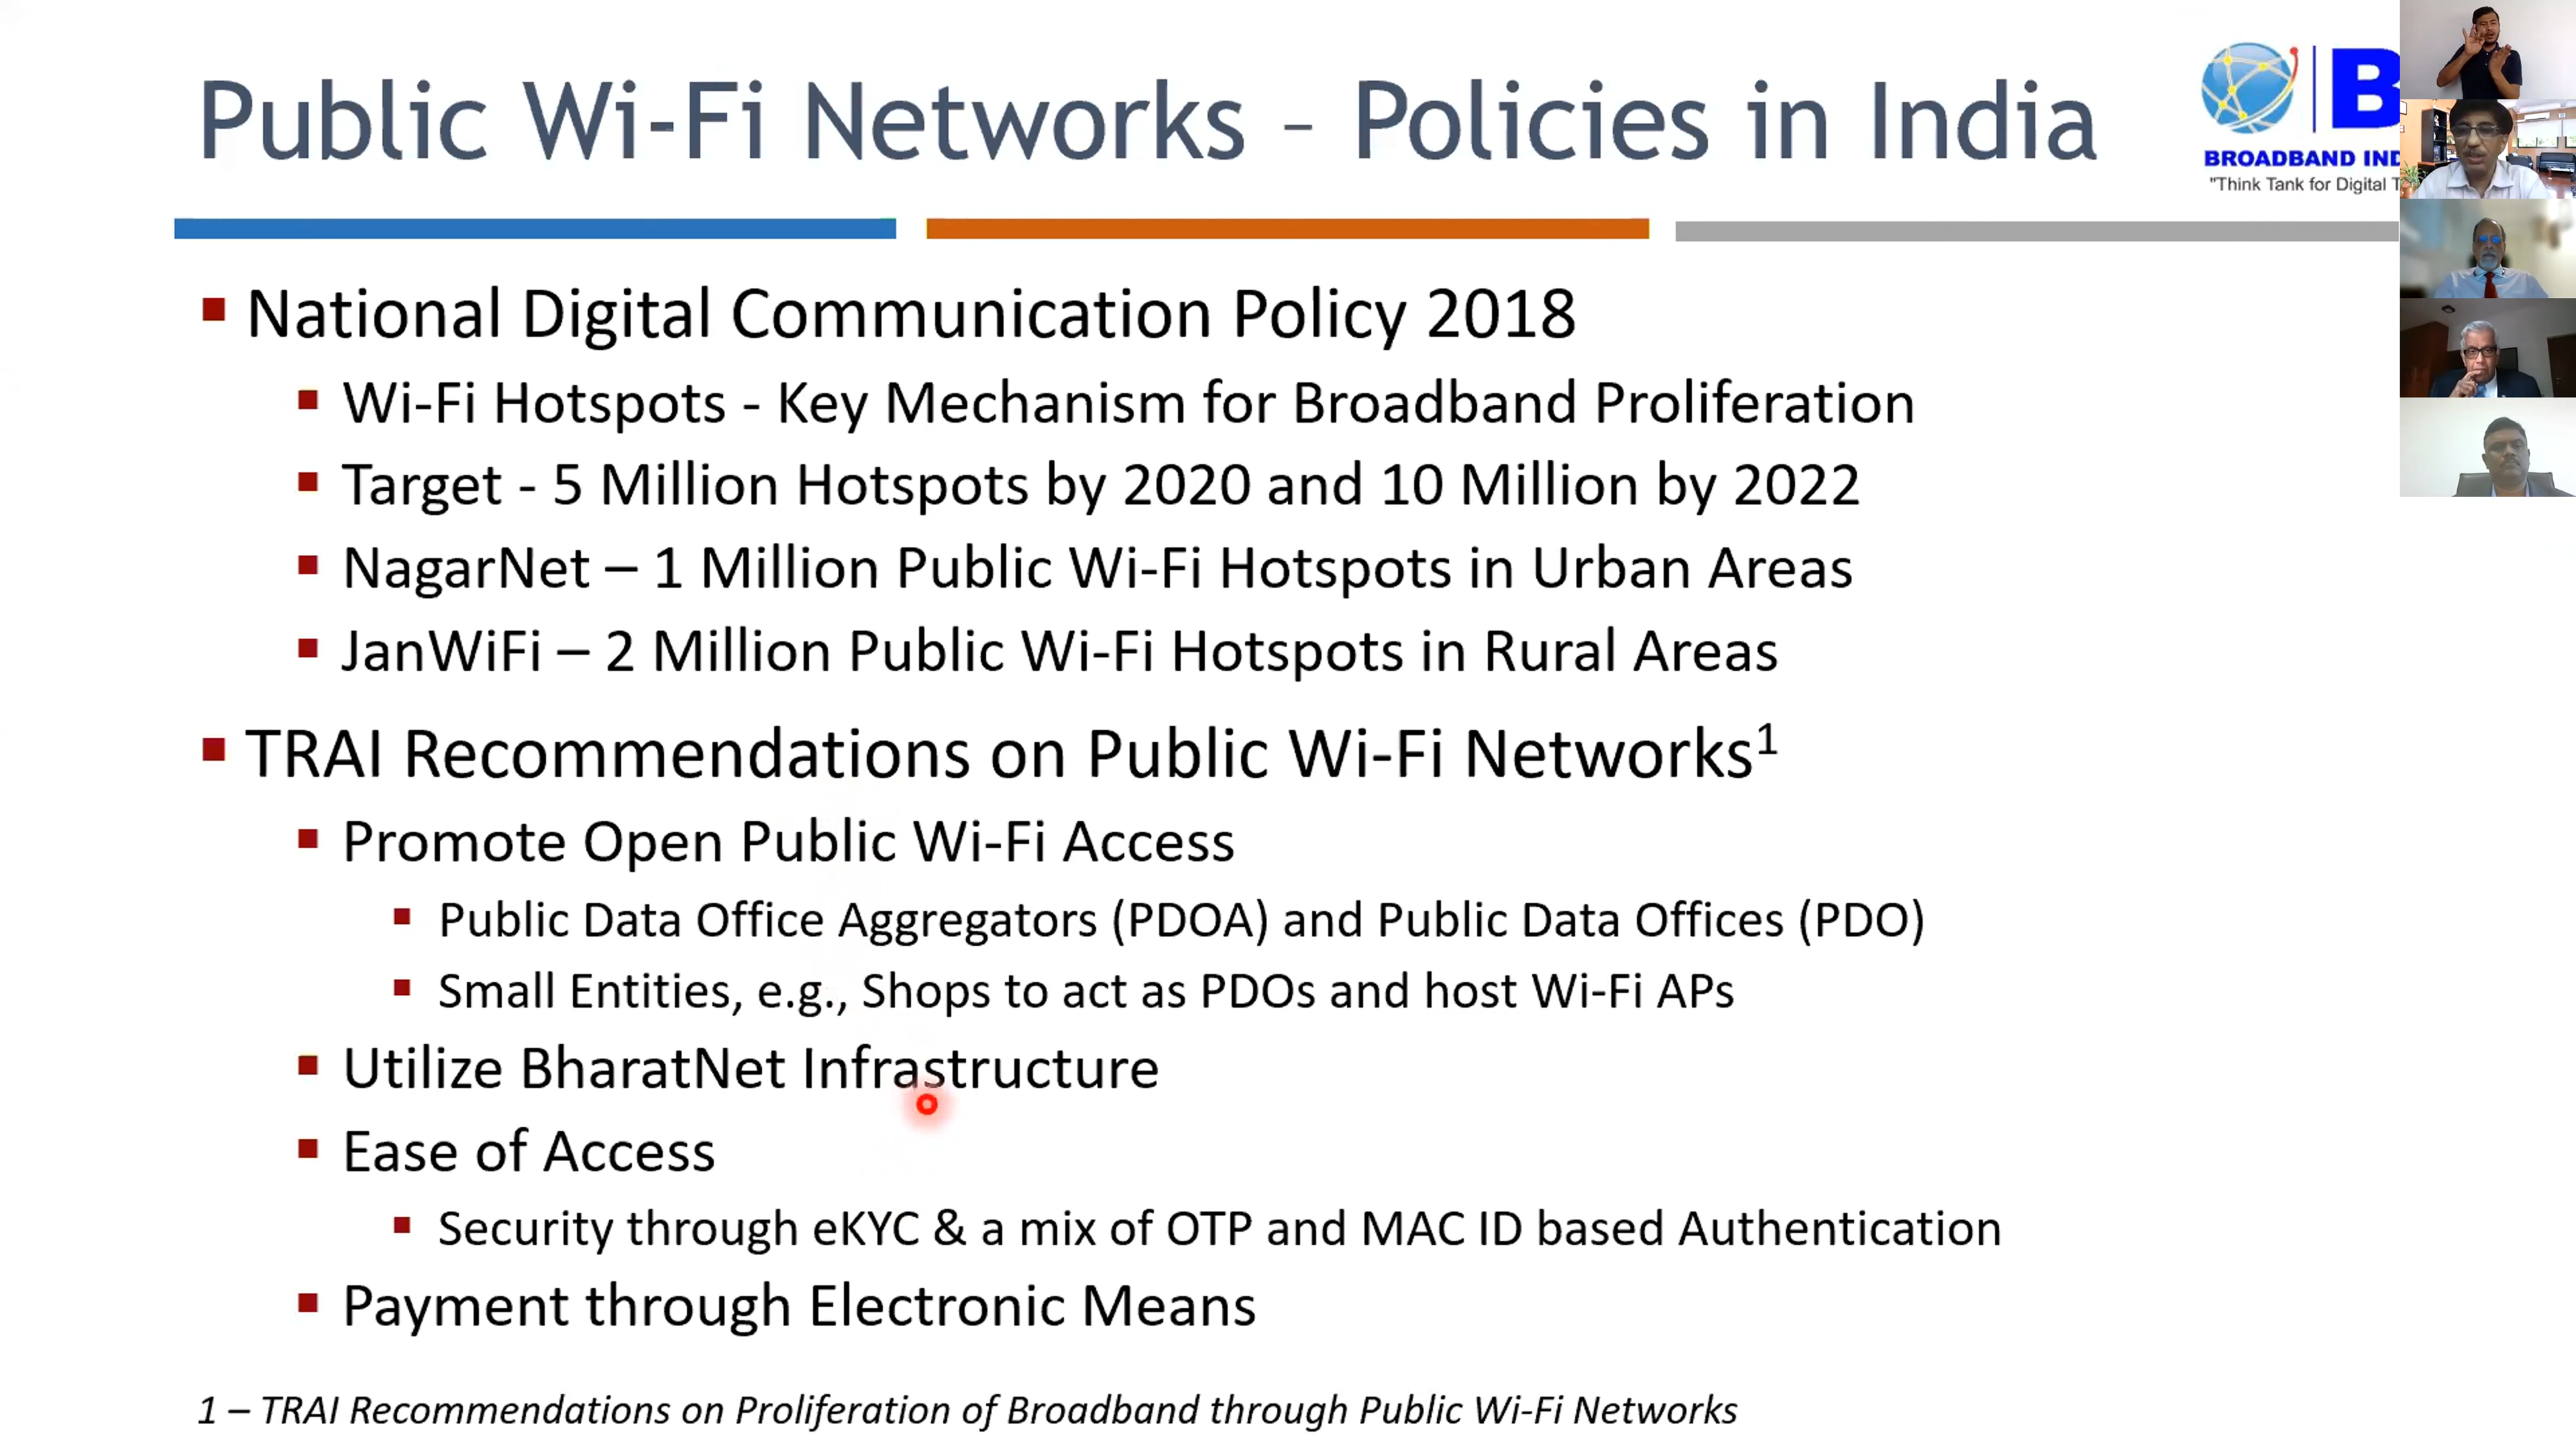 Public Wi-Fi Networks – Policies in India
B
BROADBAND IND
"Think Tank for Digital T
National Digital Communication Policy 2018
Wi-Fi Hotspots - Key Mechanism for Broadband Proliferation
Target - 5 Million Hotspots by 2020 and 10 Million by 2022
NagarNet – 1 Million Public Wi-Fi Hotspots in Urban Areas
JanWiFi – 2 Million Public Wi-Fi Hotspots in Rural Areas
TRAI Recommendations on Public Wi-Fi Networks¹
Promote Open Public Wi-Fi Access
Public Data Office Aggregators (PDOA) and Public Data Offices (PDO)
Small Entities, e.g., Shops to act as PDOs and host Wi-Fi APs
Utilize BharatNet Infrastructure
Ease of Access
Security through eKYC & a mix of OTP and MAC ID based Authentication
Payment through Electronic Means
1 – TRAI Recommendations on Proliferation of Broadband through Public Wi-Fi Networks